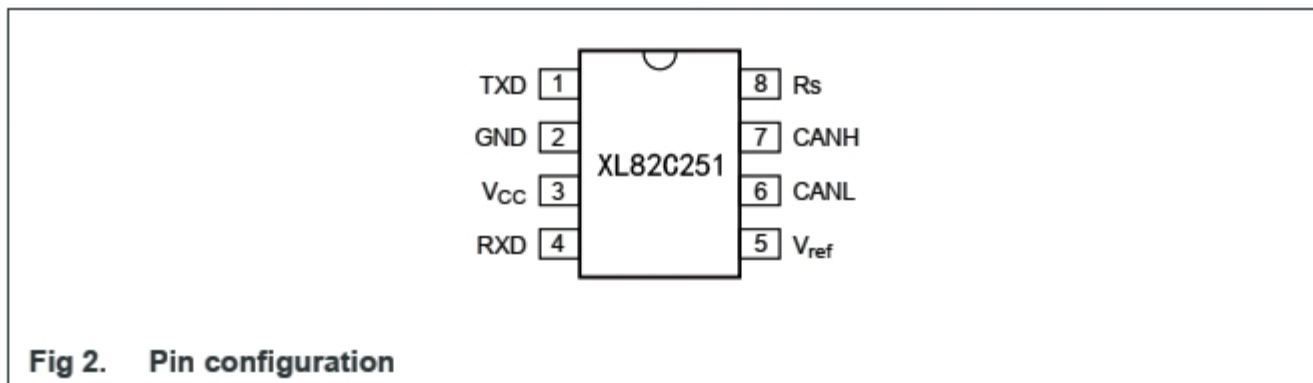 TXD 1 8 Rs
GND 2 7 CANH
XL82C251
VCC 3 6 CANL
RXD 4 5 Vref
Fig 2. Pin configuration